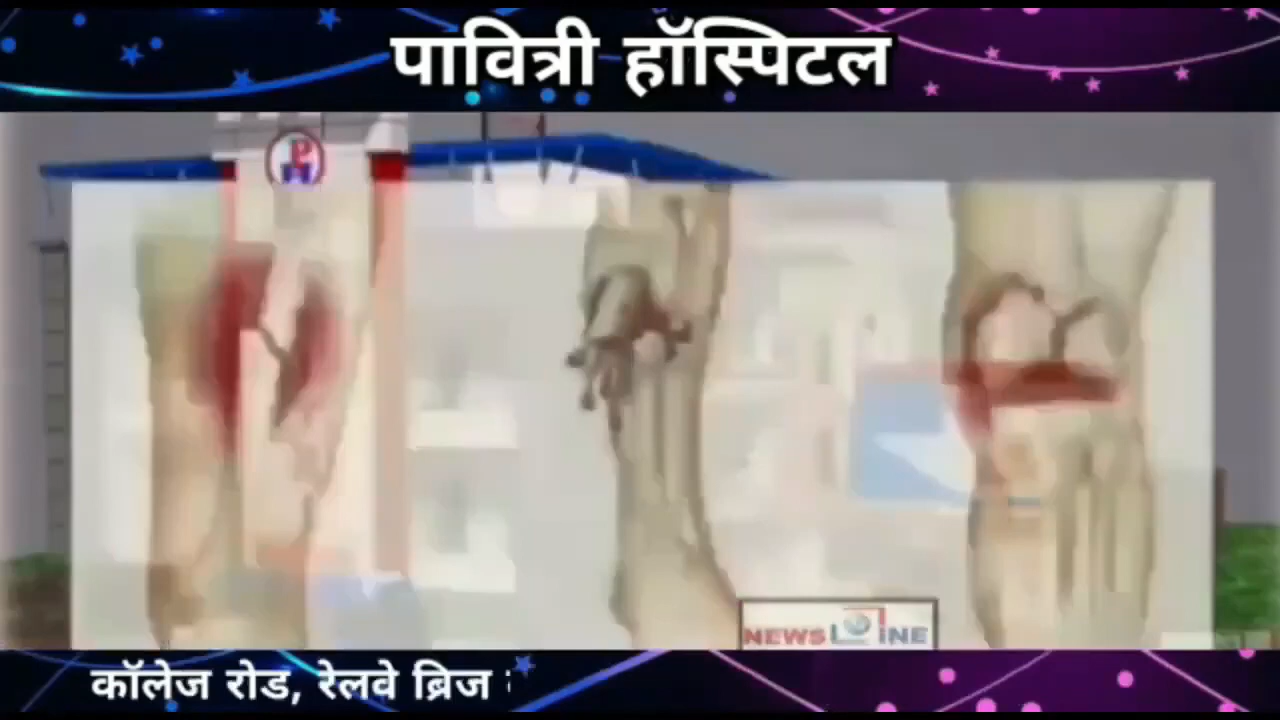 पावित्री हॉस्पिटल
P
H
NEWS LINE
कॉलेज रोड, रेलवे ब्रिज